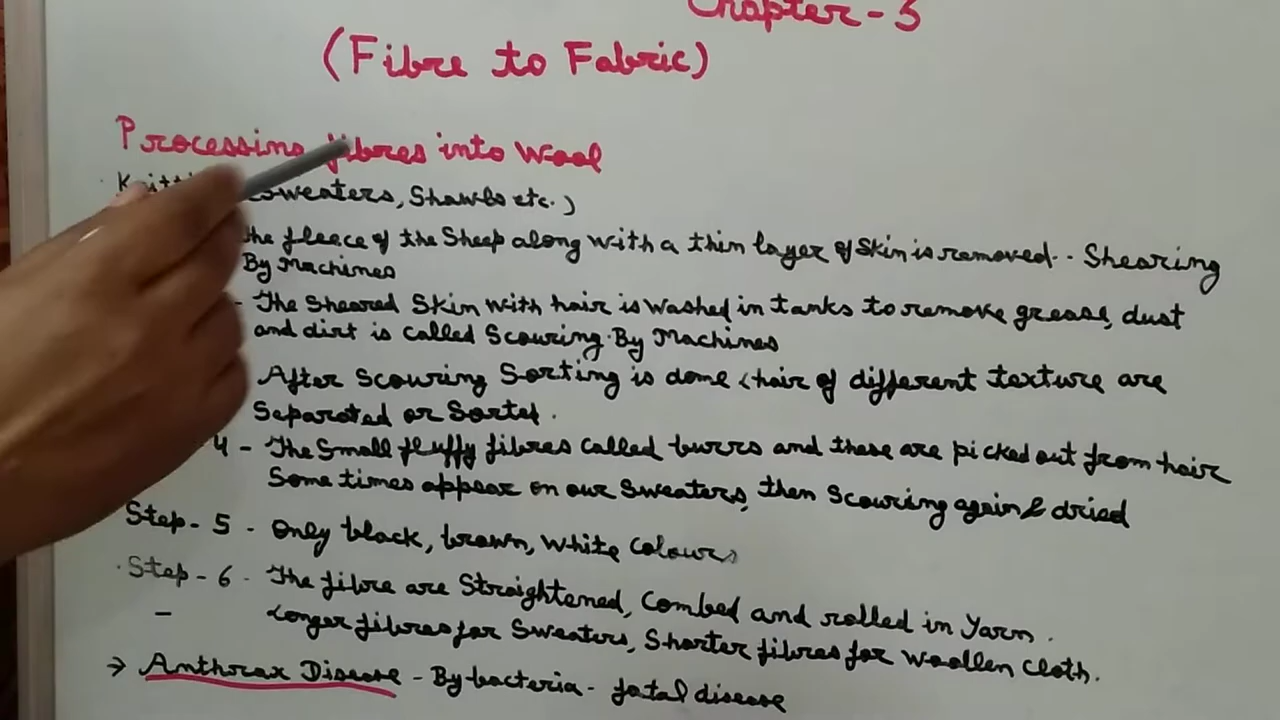 Chapter - 3
(Fibre to Fabric)
Processing fibres into Wool
Sweaters, Shawls etc.)
the fleece of the Sheep along with a thin layer of Skin is removed.. Shearing
By Machines
- The Sheared Skin with hair is washed in tanks to remove grease, dust
and dirt is called Scouring. By Machines
After Scouring Sorting is done (hair of different texture are
Separated or Sorted.
4 - The Small fluffy fibres called burrs and these are picked out from hair
Some times appear on our Sweaters, then Scouring again & dried
Step - 5 - Only black, brown, white colours
Step - 6 - The fibre are Straightened, Combed and rolled in Yarn.
- Longer fibres for Sweaters, Shorter fibres for Woollen Cloth.
→ Anthrax Disease - By bacteria - fatal disease